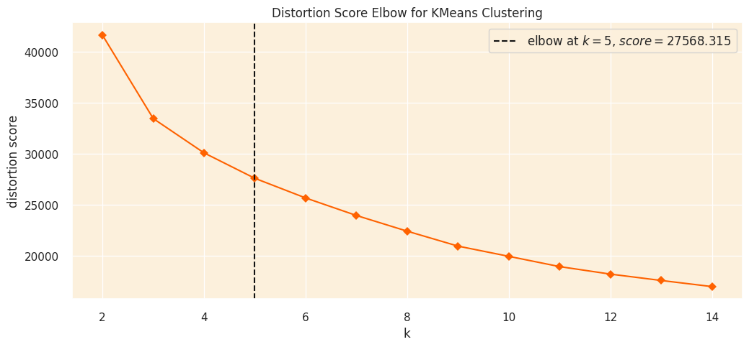 Distortion Score Elbow for KMeans Clustering
elbow at k = 5, score = 27568.315
distortion score
40000
35000
30000
25000
20000
2 4 6 8 10 12 14
k